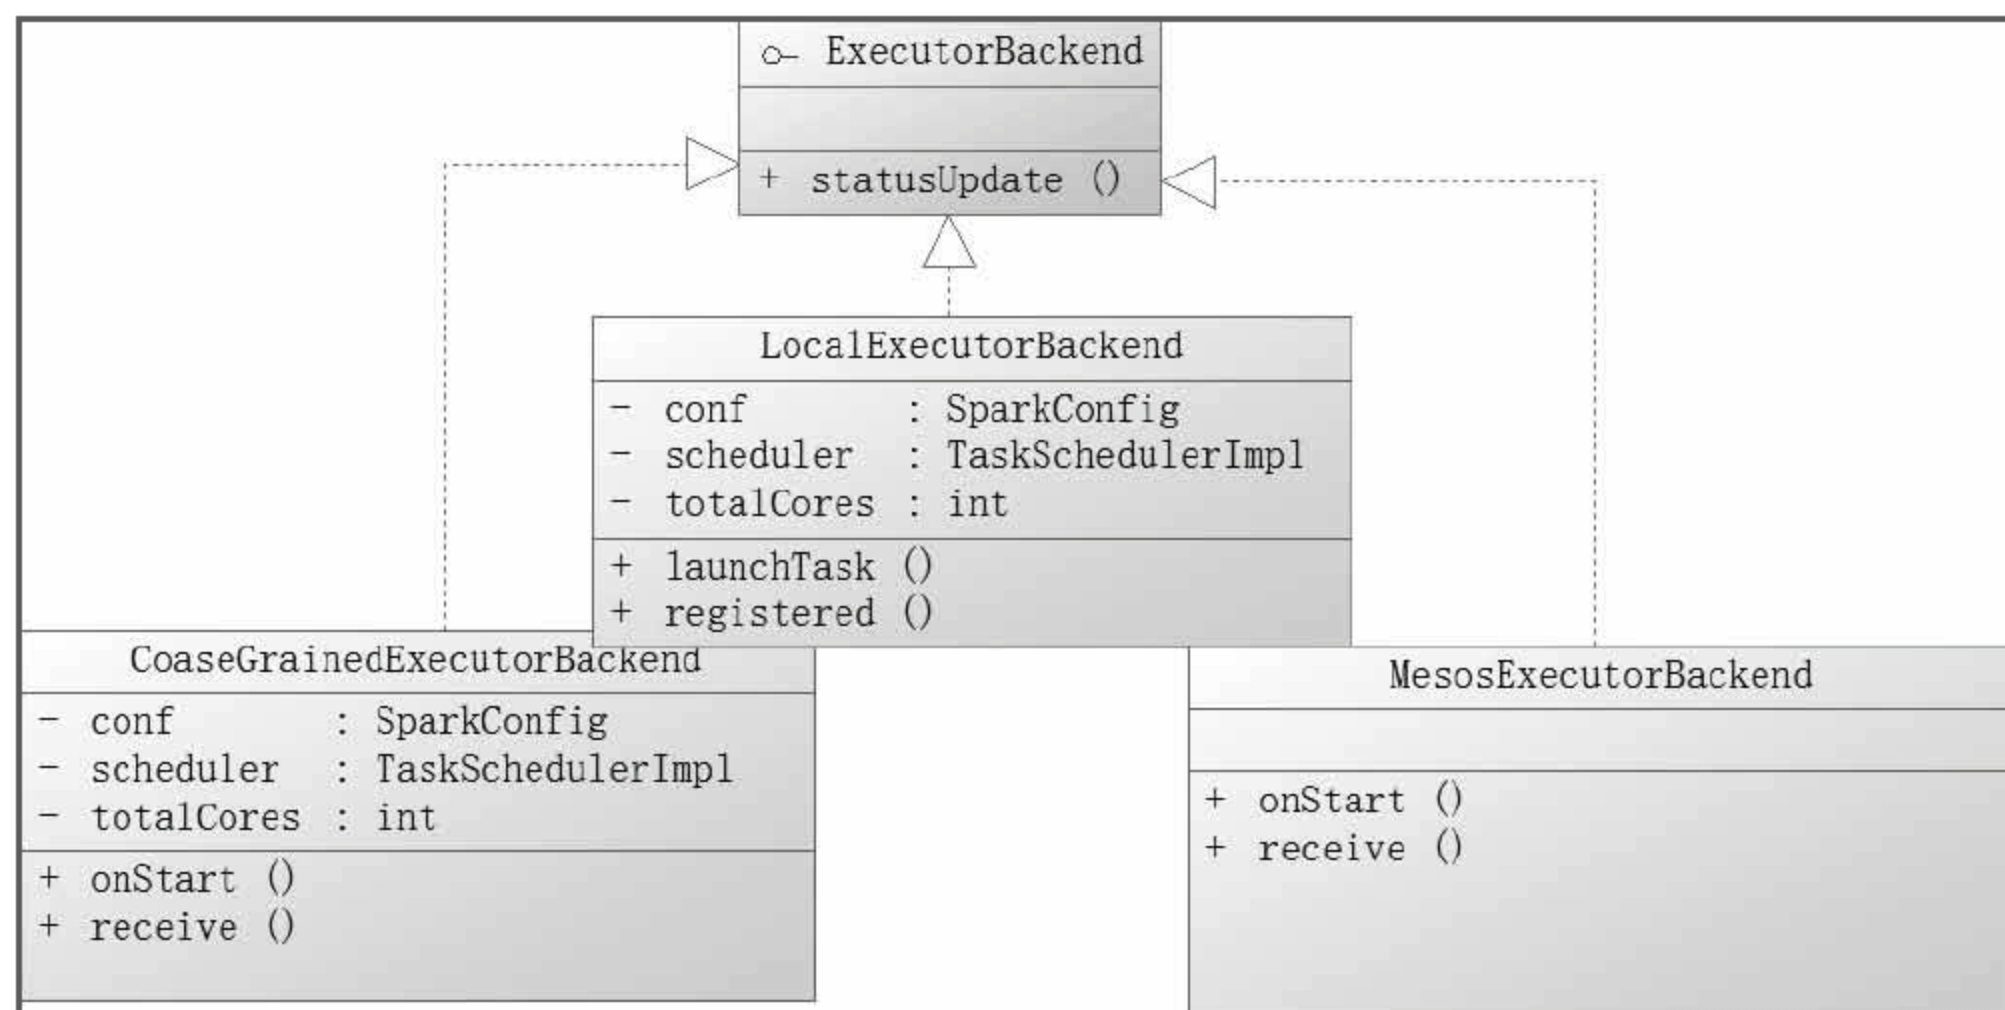 ExecutorBackend
+ statusUpdate ()
LocalExecutorBackend
- conf : SparkConfig
- scheduler : TaskSchedulerImpl
- totalCores : int
+ launchTask ()
+ registered ()
CoaseGrainedExecutorBackend
- conf : SparkConfig
- scheduler : TaskSchedulerImpl
- totalCores : int
+ onStart ()
+ receive ()
MesosExecutorBackend
+ onStart ()
+ receive ()